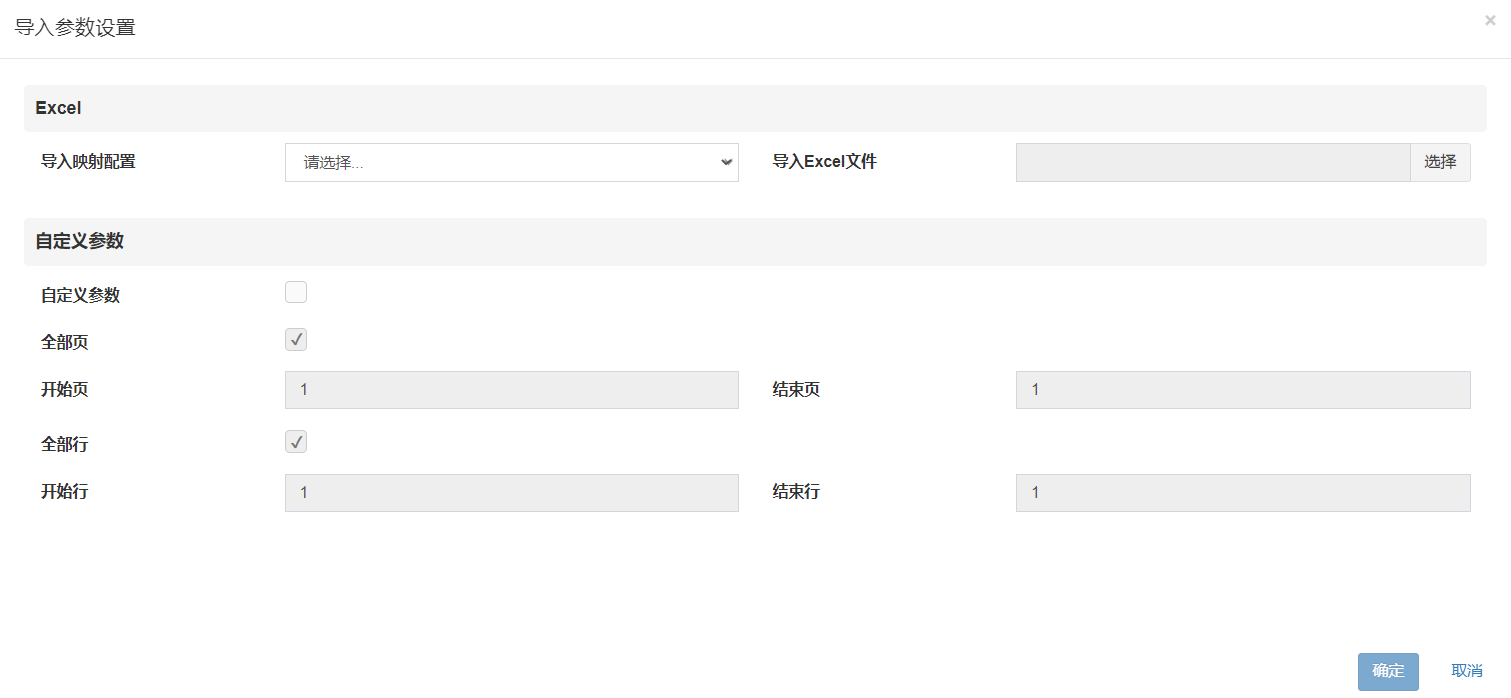 导入参数设置
×
Excel
导入映射配置 请选择... 导入Excel文件 选择
自定义参数
自定义参数
全部页
开始页 1 结束页 1
全部行
开始行 1 结束行 1
确定 取消